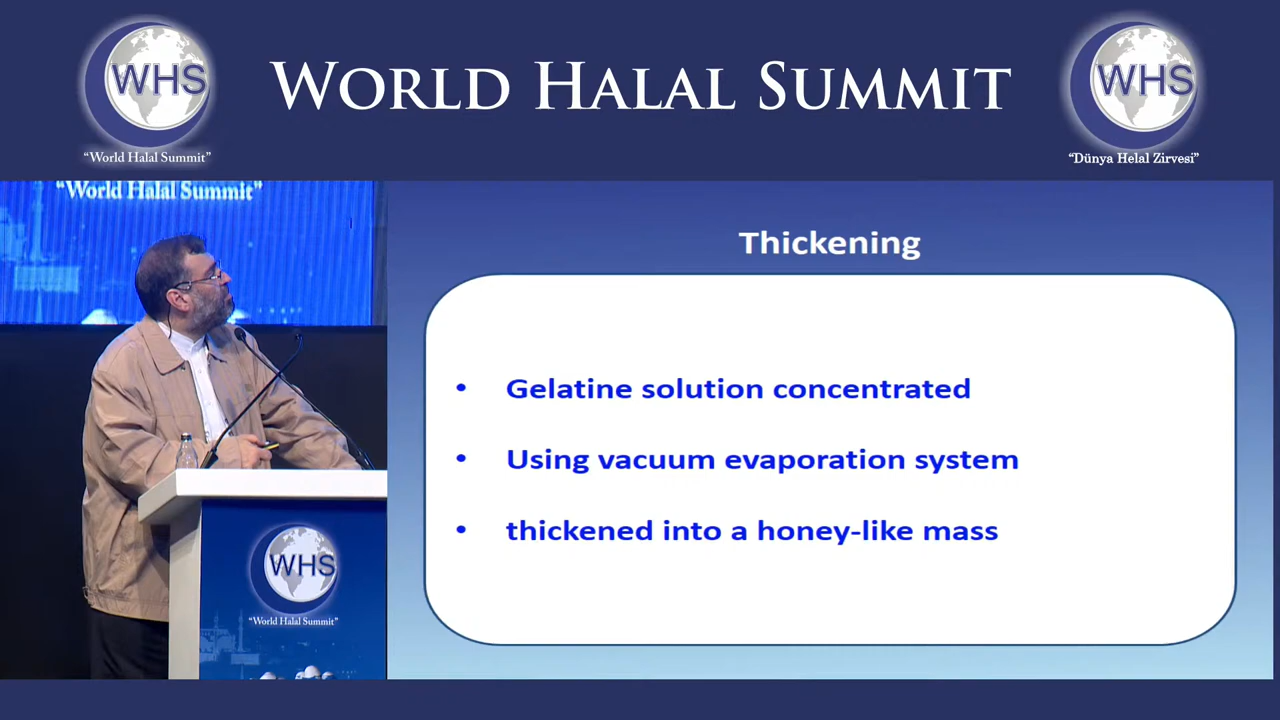 WHS
"World Halal Summit"
WORLD HALAL SUMMIT
WHS
"Dünya Helal Zirvesi"
"World Halal Summit"
Thickening
• Gelatine solution concentrated
• Using vacuum evaporation system
• thickened into a honey-like mass
WHS
"World Halal Summit"